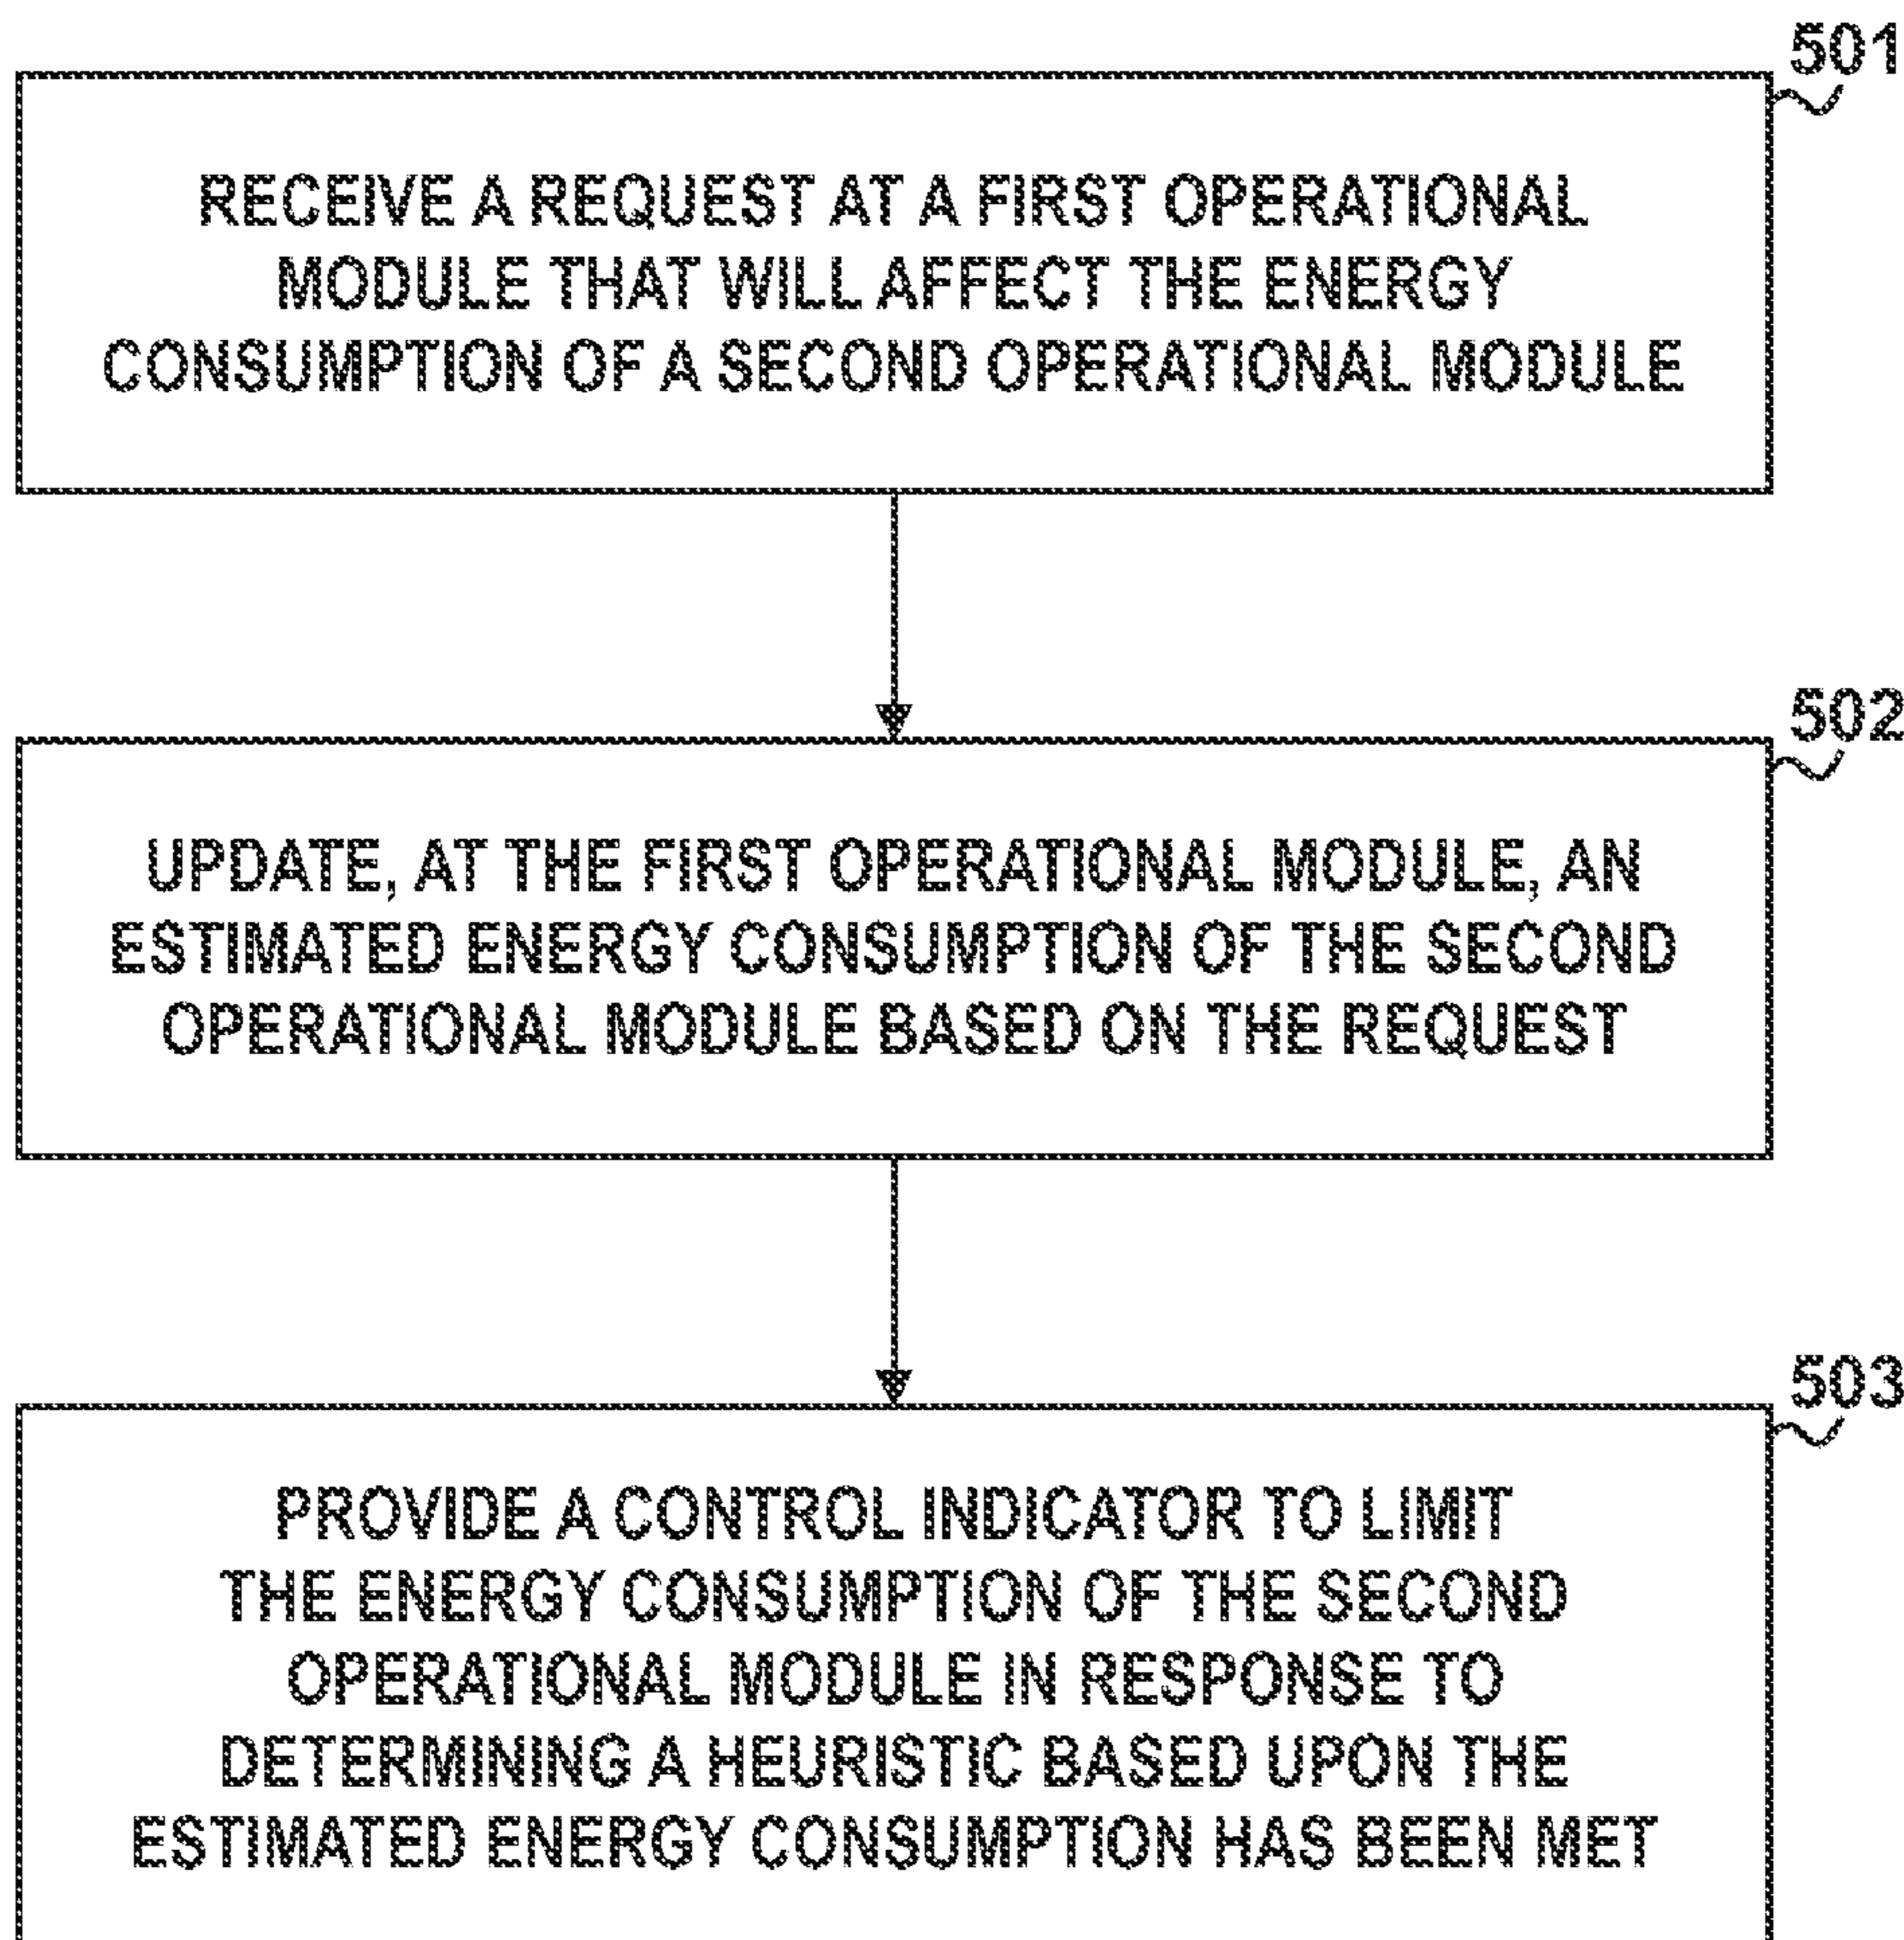 501
RECEIVE A REQUEST AT A FIRST OPERATIONAL
MODULE THAT WILL AFFECT THE ENERGY
CONSUMPTION OF A SECOND OPERATIONAL MODULE
502
UPDATE, AT THE FIRST OPERATIONAL MODULE, AN
ESTIMATED ENERGY CONSUMPTION OF THE SECOND
OPERATIONAL MODULE BASED ON THE REQUEST
503
PROVIDE A CONTROL INDICATOR TO LIMIT
THE ENERGY CONSUMPTION OF THE SECOND
OPERATIONAL MODULE IN RESPONSE TO
DETERMINING A HEURISTIC BASED UPON THE
ESTIMATED ENERGY CONSUMPTION HAS BEEN MET